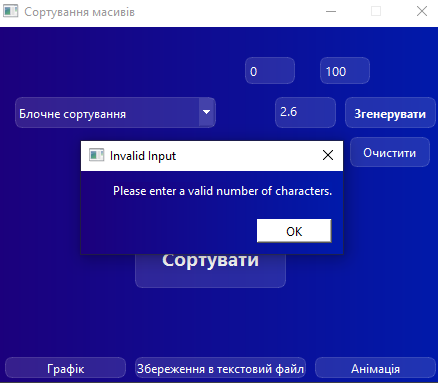 Сортування масивів
0 100
Блочне сортування 2.6 Згенерувати
Очистити
Invalid Input
Please enter a valid number of characters.
OK
Сортувати
Графік Збереження в текстовий файл Анімація